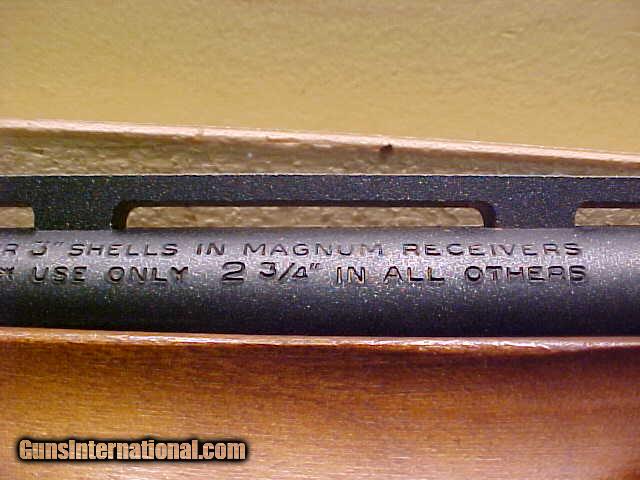 R 3" SHELLS IN MAGNUM RECEIVERS
USE ONLY 2 3/4" IN ALL OTHERS
GunsInternational.com